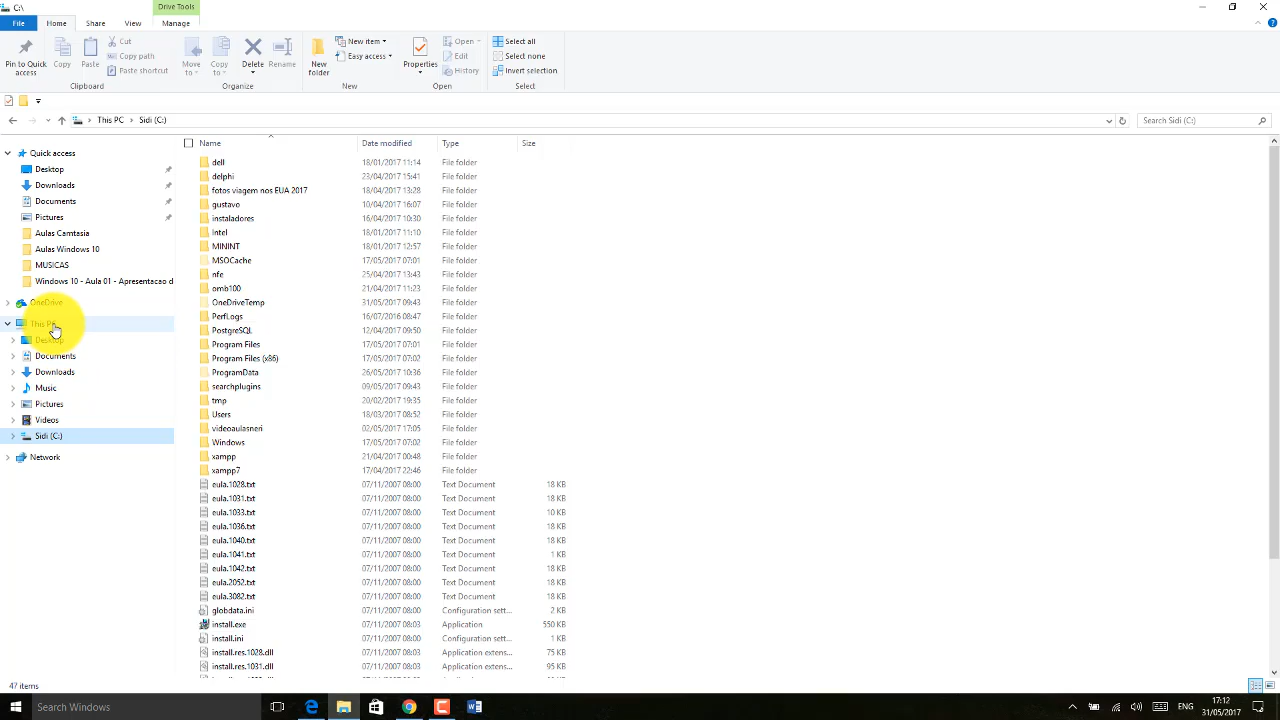 C:\
Drive Tools
File Home Share View Manage
Pin to Quick access
Copy
Paste
Cut
Copy path
Paste shortcut
Clipboard
Move to
Copy to
Delete
Rename
Organize
New folder
New item
Easy access
New
Properties
Open
Edit
History
Open
Select all
Select none
Invert selection
Select
This PC Sidi (C:)
Search Sidi (C:)
Quick access
Desktop
Downloads
Documents
Pictures
Aulas Camtasia
Aulas Windows 10
MUSICAS
Windows 10 - Aula 01 - Apresentacao d
OneDrive
This PC
Desktop
Documents
Downloads
Music
Pictures
Videos
Sidi (C:)
Network
Name Date modified Type Size
dell 18/01/2017 11:14 File folder
delphi 23/04/2017 15:41 File folder
fotos viagem nos EUA 2017 18/04/2017 13:28 File folder
gustavo 10/04/2017 16:07 File folder
instaladores 16/04/2017 10:30 File folder
Intel 18/01/2017 11:10 File folder
MININT 18/01/2017 12:57 File folder
MSOCache 17/05/2017 07:01 File folder
nfe 25/04/2017 13:43 File folder
omb100 21/04/2017 11:23 File folder
OneDriveTemp 31/05/2017 09:43 File folder
PerfLogs 16/07/2016 08:47 File folder
PostgreSQL 12/04/2017 09:50 File folder
Program Files 17/05/2017 07:01 File folder
Program Files (x86) 17/05/2017 07:02 File folder
ProgramData 26/05/2017 10:36 File folder
searchplugins 09/05/2017 09:43 File folder
tmp 20/02/2017 19:35 File folder
Users 18/03/2017 08:52 File folder
videoaulasneri 02/05/2017 17:05 File folder
Windows 17/05/2017 07:02 File folder
xampp 21/04/2017 00:48 File folder
xampp7 17/04/2017 22:46 File folder
eula.1028.txt 07/11/2007 08:00 Text Document 18 KB
eula.1031.txt 07/11/2007 08:00 Text Document 18 KB
eula.1033.txt 07/11/2007 08:00 Text Document 10 KB
eula.1036.txt 07/11/2007 08:00 Text Document 18 KB
eula.1040.txt 07/11/2007 08:00 Text Document 18 KB
eula.1041.txt 07/11/2007 08:00 Text Document 1 KB
eula.1042.txt 07/11/2007 08:00 Text Document 18 KB
eula.2052.txt 07/11/2007 08:00 Text Document 18 KB
eula.3082.txt 07/11/2007 08:00 Text Document 18 KB
globdata.ini 07/11/2007 08:00 Configuration sett... 2 KB
install.exe 07/11/2007 08:03 Application 550 KB
install.ini 07/11/2007 08:00 Configuration sett... 1 KB
install.res.1028.dll 07/11/2007 08:03 Application extens... 75 KB
install.res.1031.dll 07/11/2007 08:03 Application extens... 95 KB
47 items
Search Windows
17:12
31/05/2017